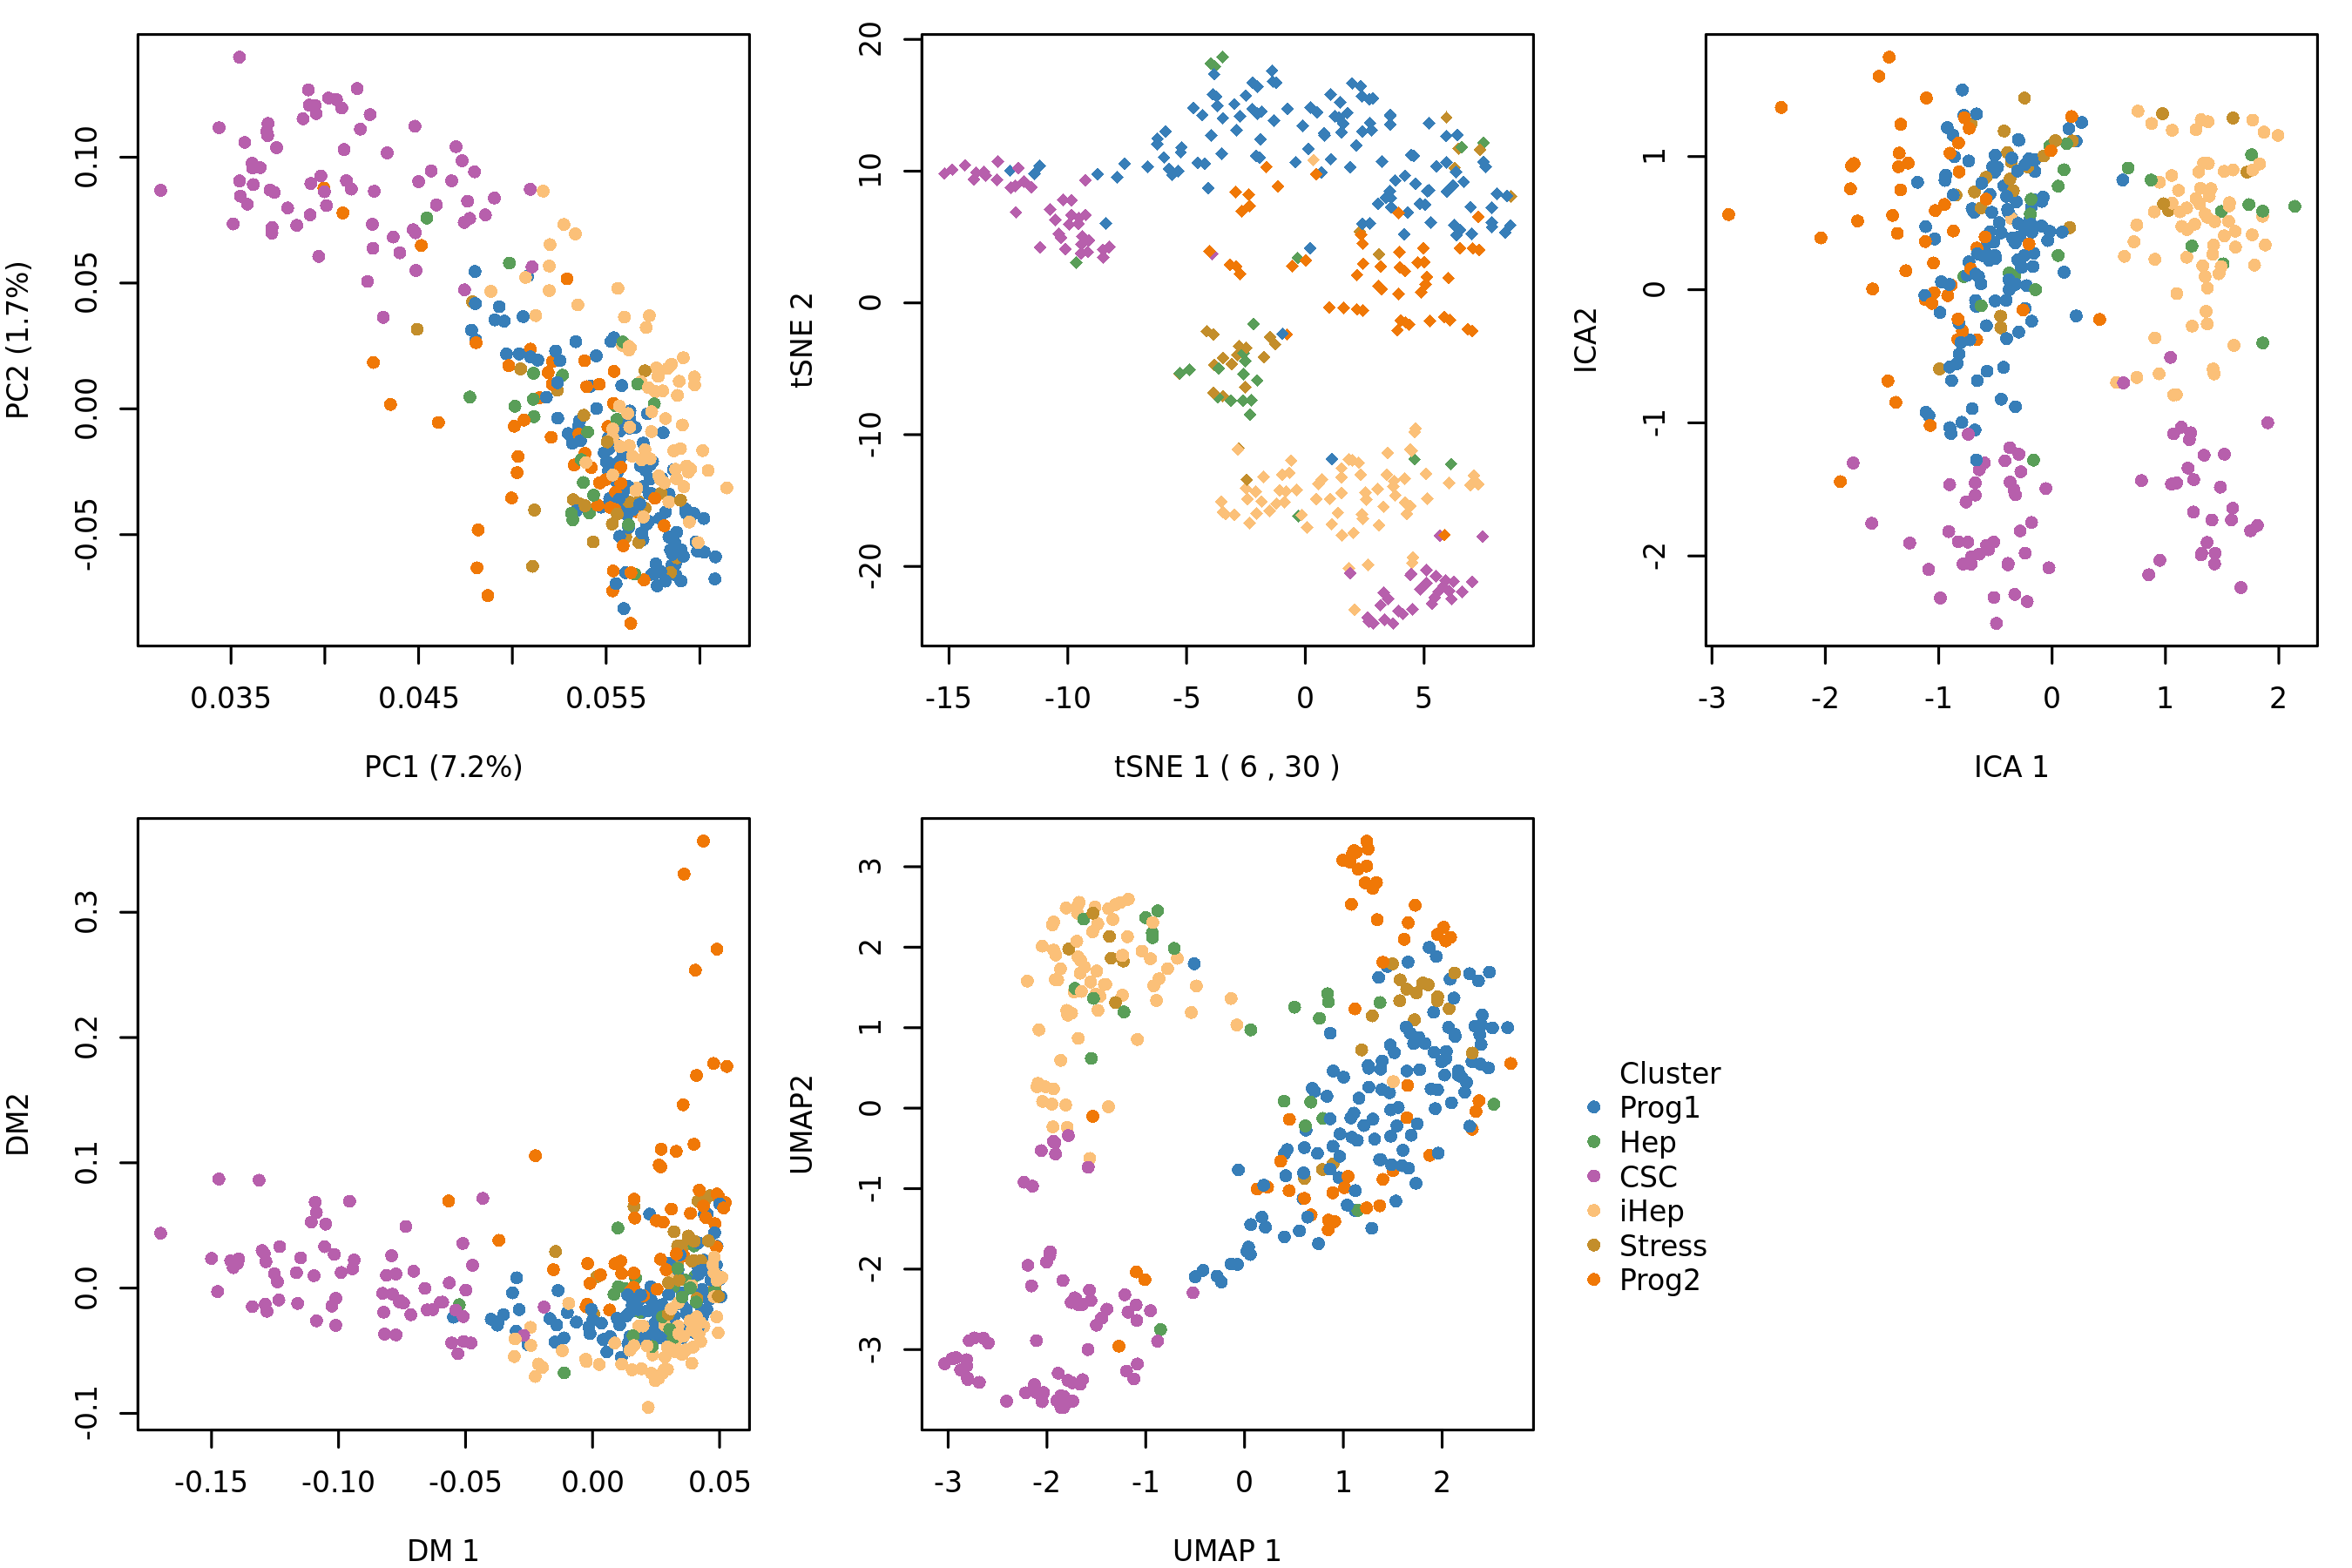 0.10
0.05
0.00
-0.05
PC2 (1.7%)
0.035 0.045 0.055
PC1 (7.2%)
20
10
0
-10
-20
tSNE 2
-15 -10 -5 0 5
tSNE 1 ( 6 , 30 )
1
0
-1
-2
ICA2
-3 -2 -1 0 1 2
ICA 1
0.3
0.2
0.1
0.0
-0.1
DM2
-0.15 -0.10 -0.05 0.00 0.05
DM 1
3
2
1
0
-1
-2
-3
UMAP2
-3 -2 -1 0 1 2
UMAP 1
Cluster
Prog1
Hep
CSC
iHep
Stress
Prog2